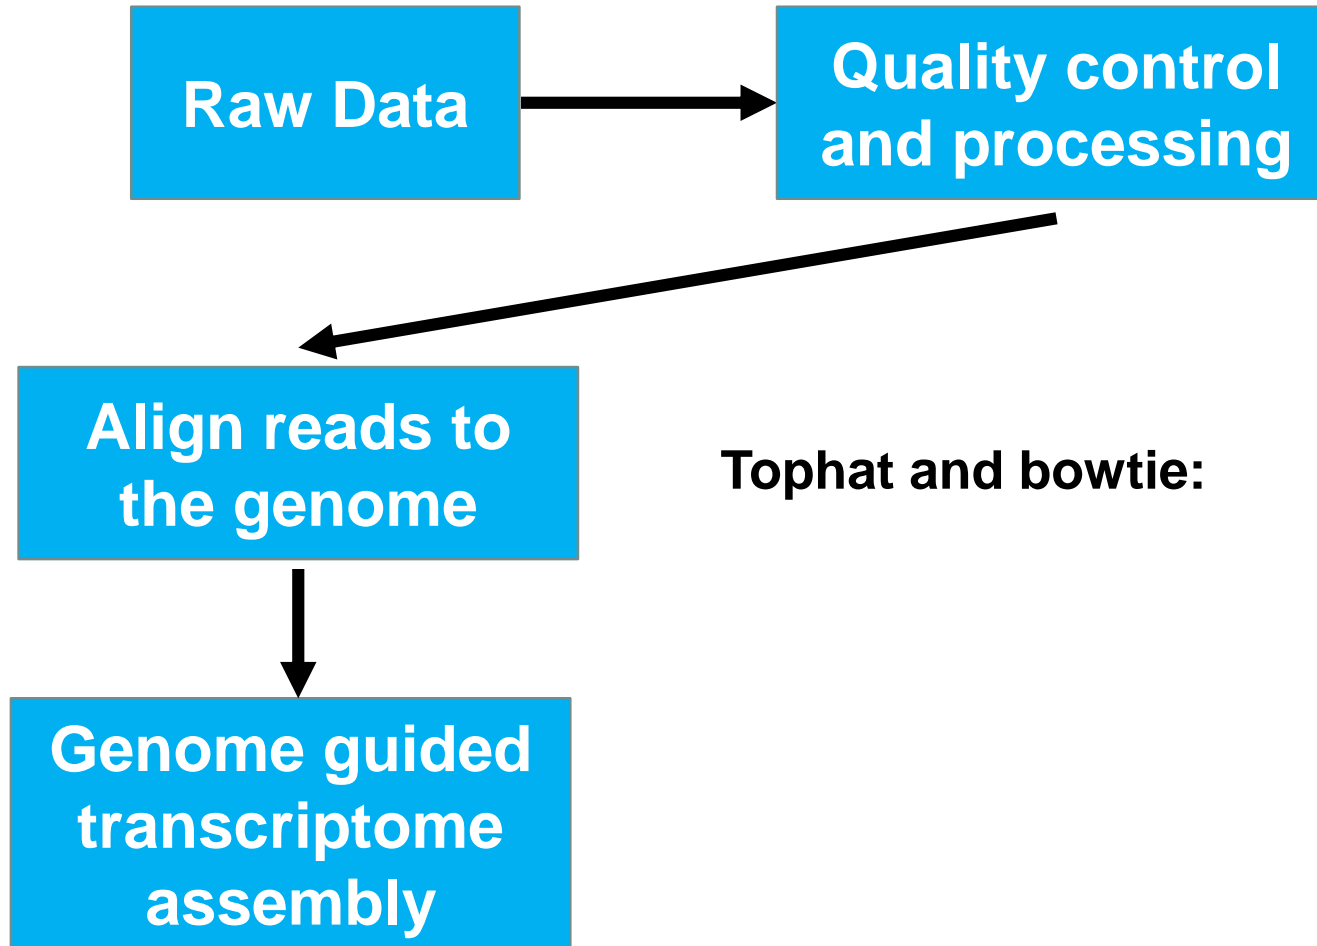 Raw Data
Quality control
and processing
Align reads to
the genome
Tophat and bowtie:
Genome guided
transcriptome
assembly